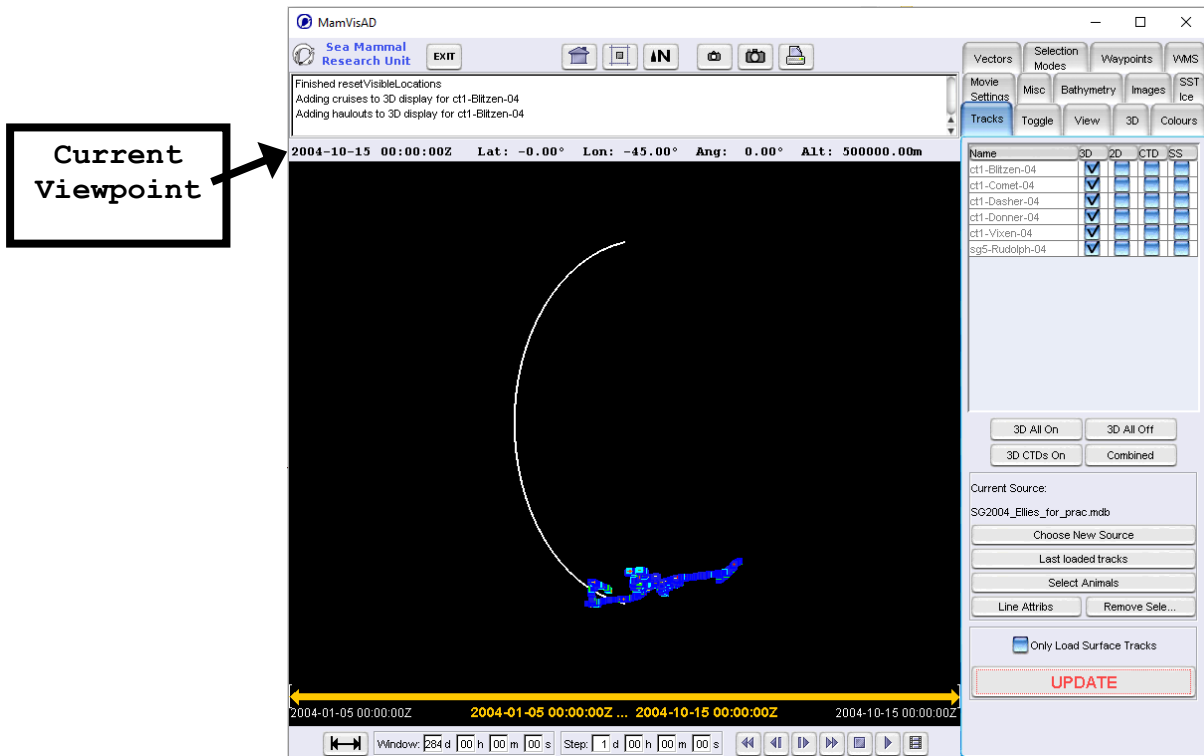 MamVisAD
Sea Mammal
Research Unit
EXIT
N
Finished resetVisibleLocations
Adding cruises to 3D display for ct1-Blitzen-04
Adding haulouts to 3D display for ct1-Blitzen-04
Current
Viewpoint
2004-10-15 00:00:00Z Lat: -0.00° Lon: -45.00° Ang: 0.00° Alt: 500000.00m
Vectors
Selection
Modes
Waypoints
WMS
Movie
Settings
Misc
Bathymetry
Images
SST
Ice
Tracks
Toggle
View
3D
Colours
Name 3D 2D CTD SS
ct1-Blitzen-04
ct1-Comet-04
ct1-Dasher-04
ct1-Donner-04
ct1-Vixen-04
sg5-Rudolph-04
3D All On
3D All Off
3D CTDs On
Combined
Current Source:
SG2004_Ellies_for_prac.mdb
Choose New Source
Last loaded tracks
Select Animals
Line Attribs
Remove Sele...
Only Load Surface Tracks
UPDATE
2004-01-05 00:00:00Z
2004-01-05 00:00:00Z ... 2004-10-15 00:00:00Z
2004-10-15 00:00:00Z
Window: 284 d 00 h 00 m 00 s Step: 1 d 00 h 00 m 00 s